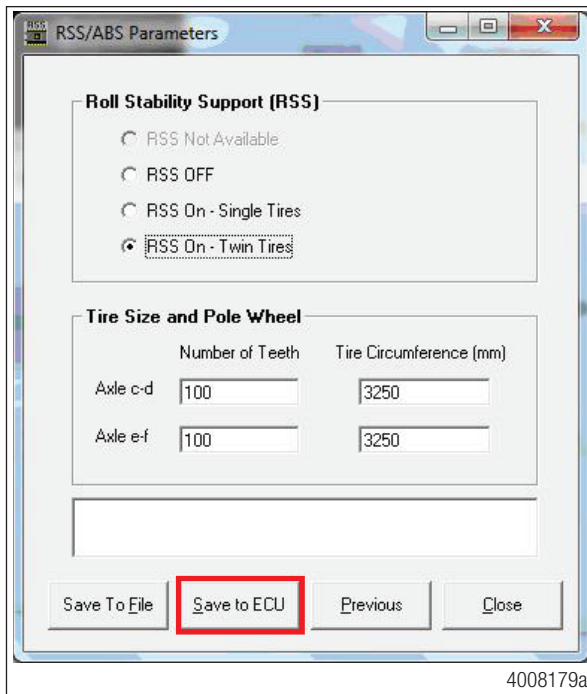 RSS
RSS/ABS Parameters
Roll Stability Support (RSS)
RSS Not Available
RSS OFF
RSS On - Single Tires
RSS On - Twin Tires
Tire Size and Pole Wheel
Number of Teeth Tire Circumference (mm)
Axle c-d 100 3250
Axle e-f 100 3250
Save To File Save to ECU Previous Close
4008179a